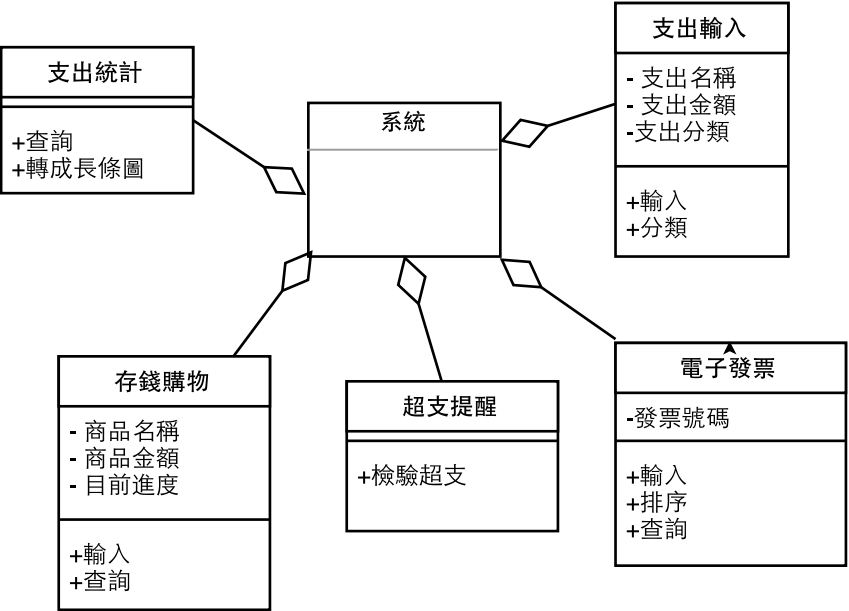 支出輸入
- 支出名稱
- 支出金額
-支出分類
+輸入
+分類
支出統計
+查詢
+轉成長條圖
系統
存錢購物
- 商品名稱
- 商品金額
- 目前進度
+輸入
+查詢
超支提醒
+檢驗超支
電子發票
-發票號碼
+輸入
+排序
+查詢